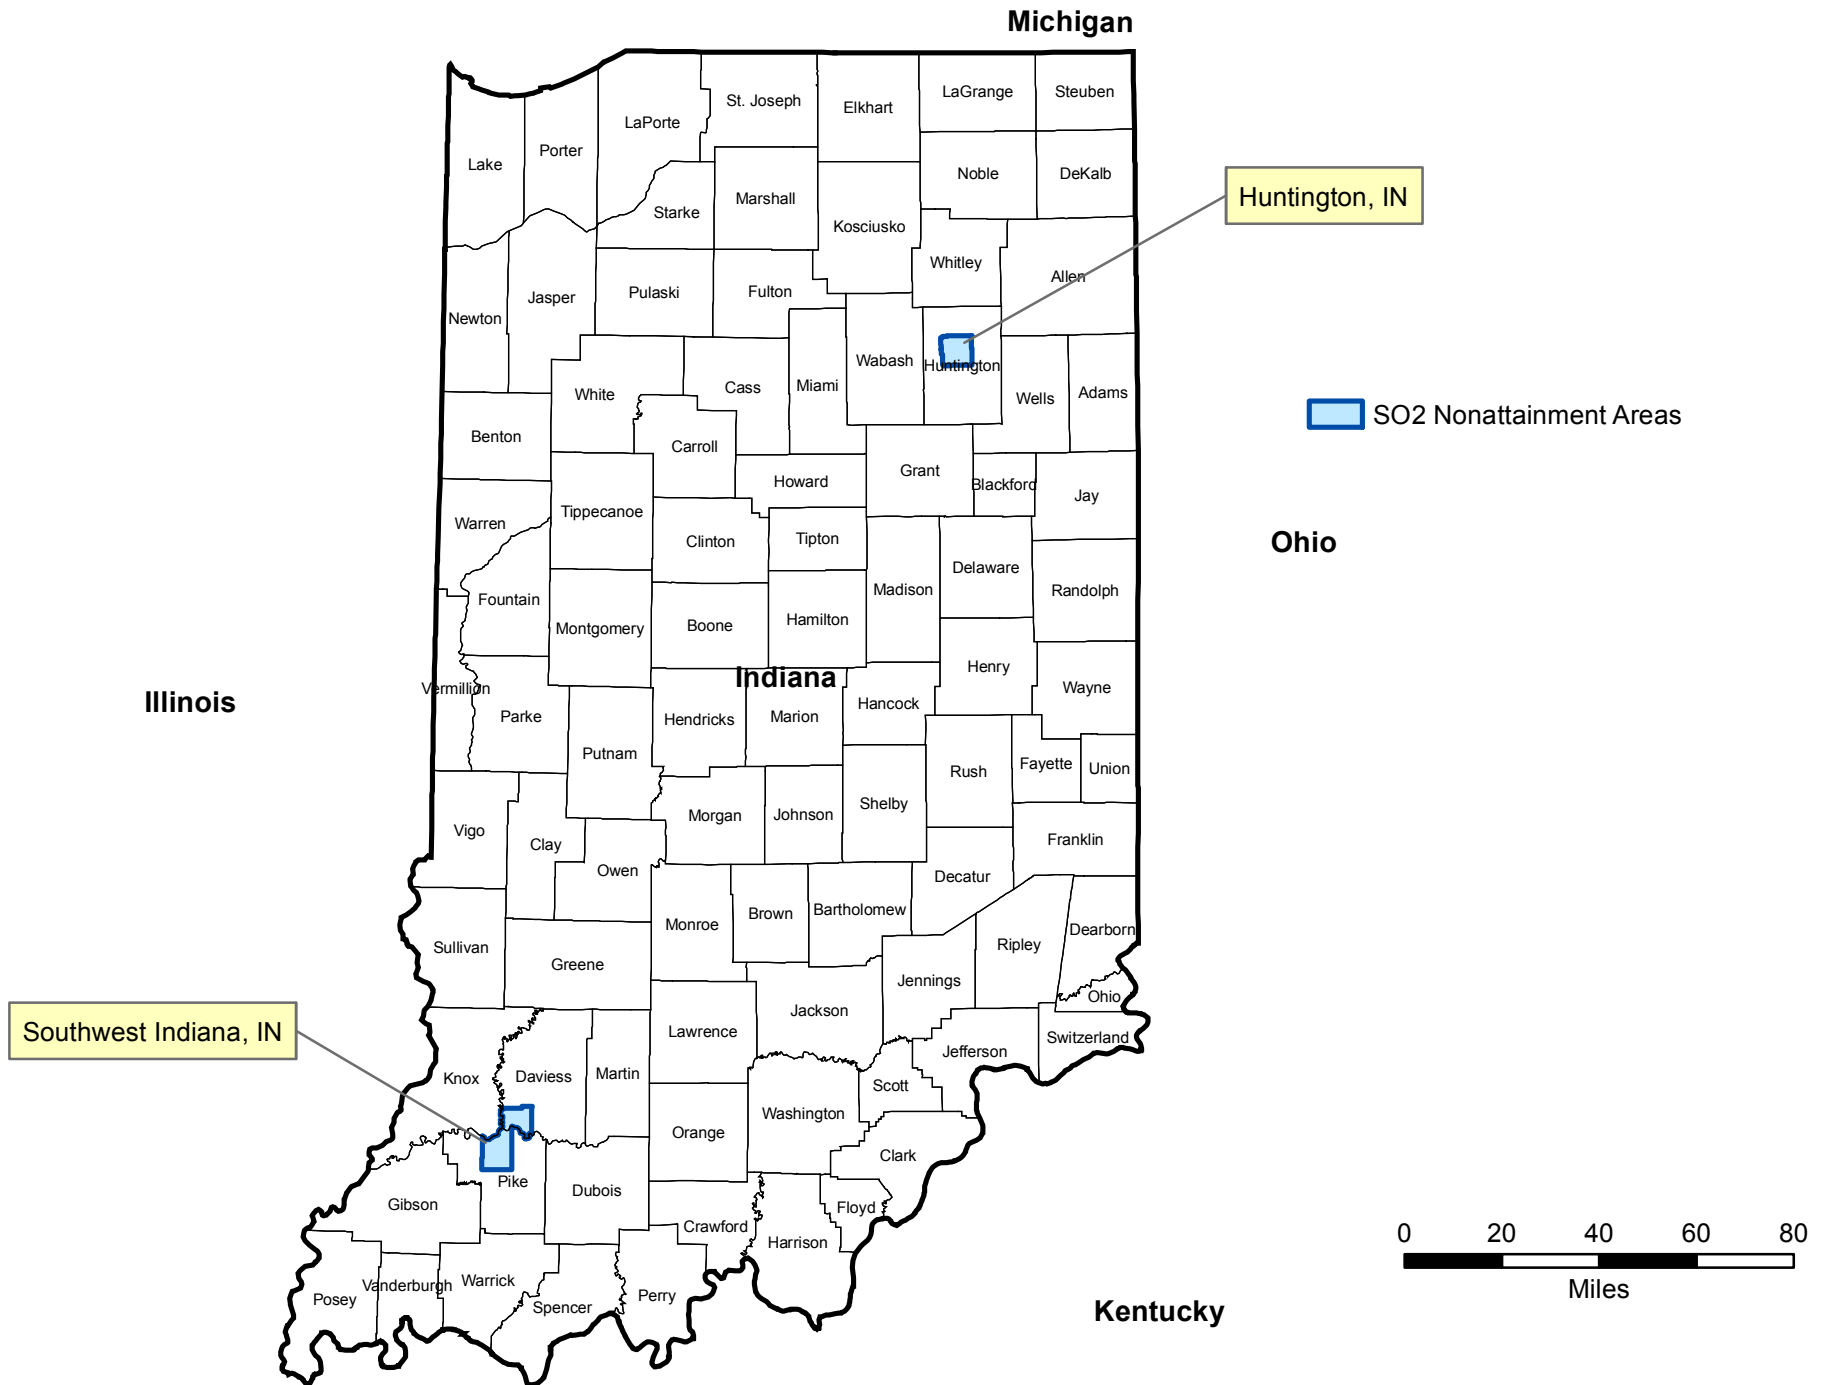 Michigan
LaGrange
Steuben
St. Joseph
Elkhart
LaPorte
Porter
Lake
Noble
DeKalb
Marshall
Starke
Kosciusko
Huntington, IN
Whitley
Allen
Pulaski
Fulton
Jasper
Newton
Wabash
Huntington
Miami
Cass
White
Wells
Adams
SO2 Nonattainment Areas
Benton
Carroll
Grant
Howard
Blackford
Jay
Tippecanoe
Warren
Clinton
Tipton
Ohio
Delaware
Madison
Randolph
Fountain
Montgomery
Boone
Hamilton
Henry
Indiana
Vermillion
Wayne
Illinois
Hancock
Parke
Hendricks
Marion
Putnam
Rush
Fayette
Union
Shelby
Morgan
Johnson
Vigo
Clay
Franklin
Owen
Decatur
Brown
Bartholomew
Monroe
Dearborn
Ripley
Sullivan
Greene
Jennings
Ohio
Jackson
Southwest Indiana, IN
Lawrence
Switzerland
Jefferson
Knox
Daviess
Martin
Scott
Washington
Orange
Clark
Pike
Dubois
Gibson
Floyd
Crawford
Harrison
0 20 40 60 80
Miles
Vanderburgh
Warrick
Posey
Spencer
Perry
Kentucky